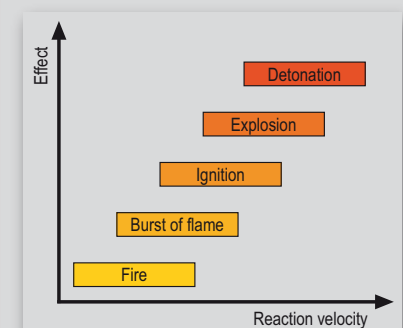 Effect
Detonation
Explosion
Ignition
Burst of flame
Fire
Reaction velocity